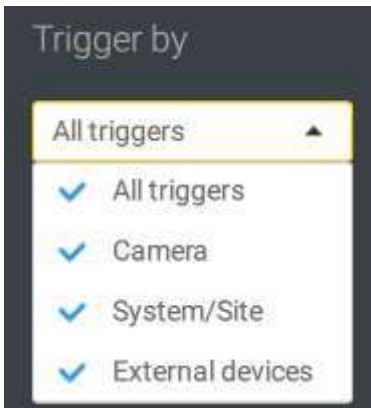 Trigger by
All triggers
All triggers
Camera
System/Site
External devices